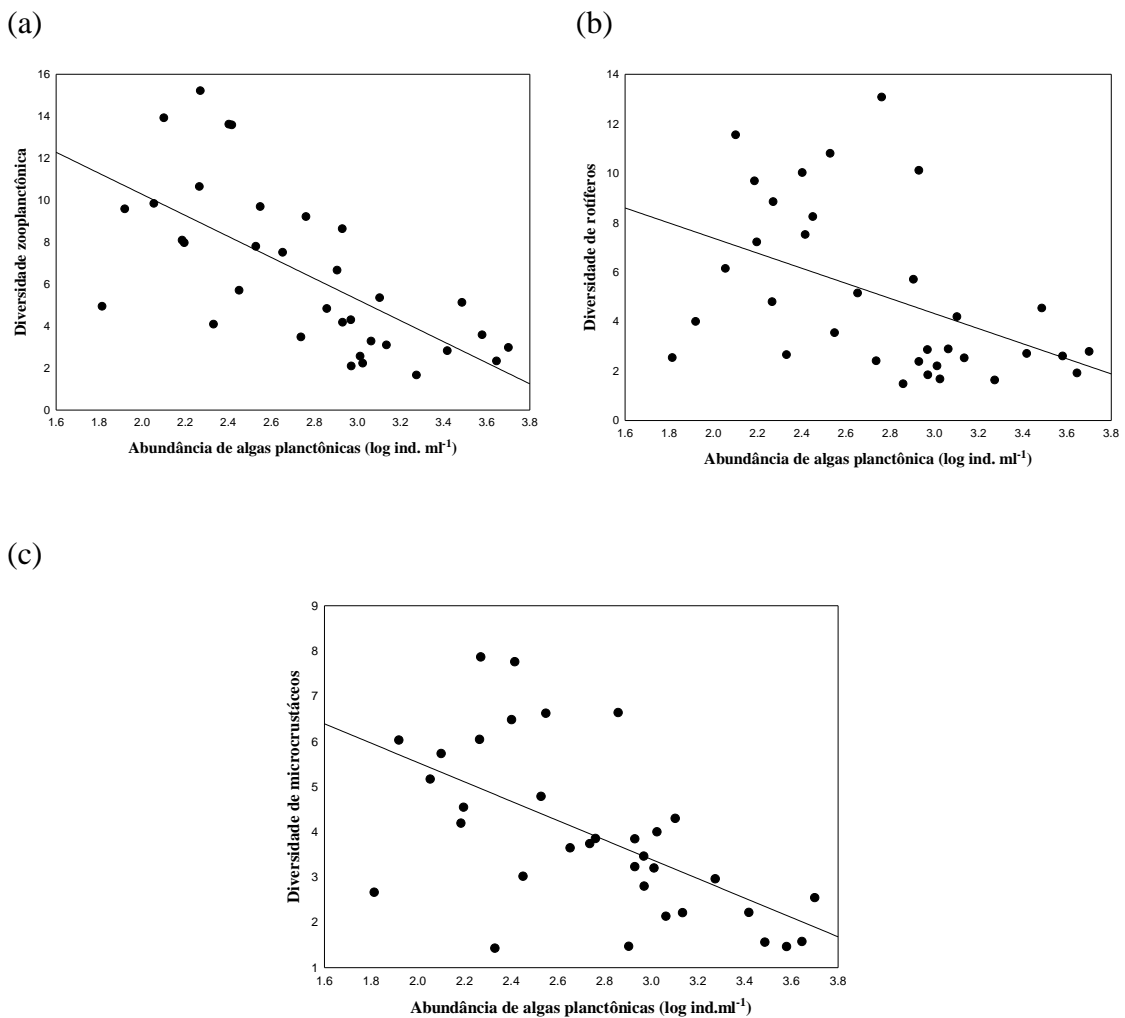 (a)
(b)
16
14
12
10
8
6
4
2
0
Diversidade zooplanctônica
1.6 1.8 2.0 2.2 2.4 2.6 2.8 3.0 3.2 3.4 3.6 3.8
Abundância de algas planctônicas (log ind. ml⁻¹)
14
12
10
8
6
4
2
0
Diversidade de rotíferos
1.6 1.8 2.0 2.2 2.4 2.6 2.8 3.0 3.2 3.4 3.6 3.8
Abundância de algas planctônica (log ind. ml⁻¹)
(c)
9
8
7
6
5
4
3
2
1
Diversidade de microcrustáceos
1.6 1.8 2.0 2.2 2.4 2.6 2.8 3.0 3.2 3.4 3.6 3.8
Abundância de algas planctônicas (log ind.ml⁻¹)